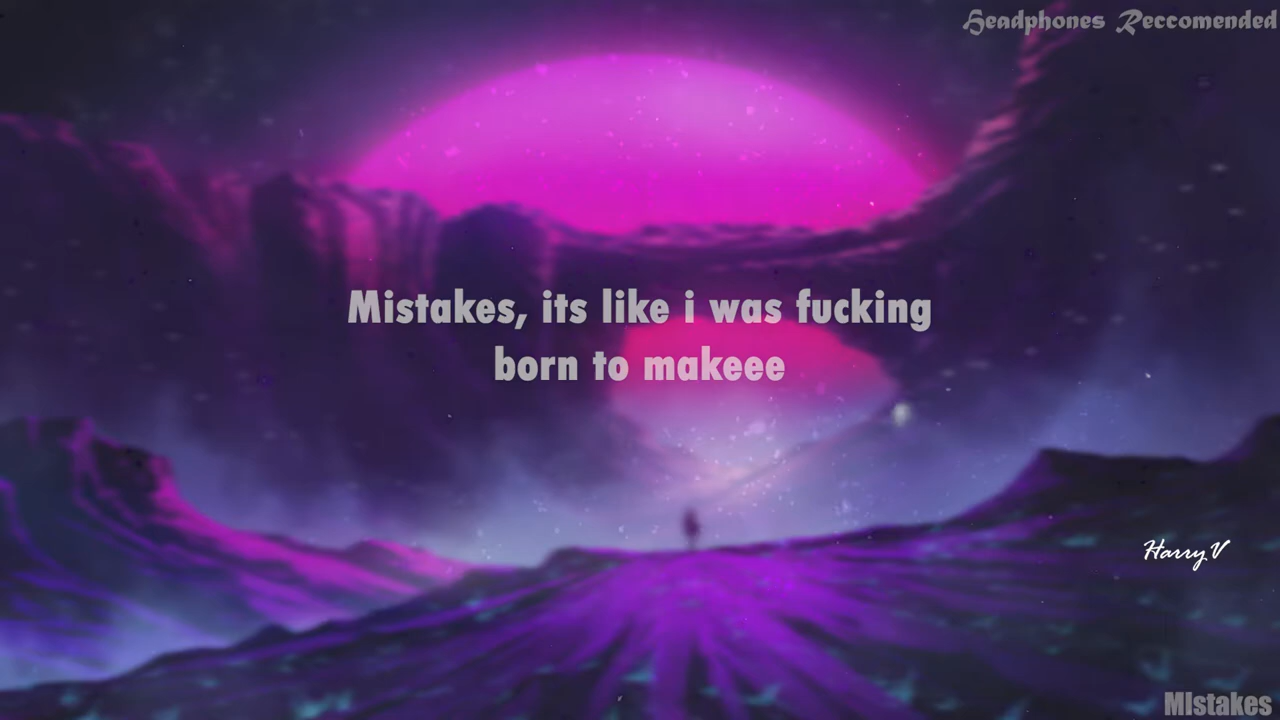 Headphones Reccomended
Mistakes, its like i was fucking
born to makeee
Harry V
MIstakes